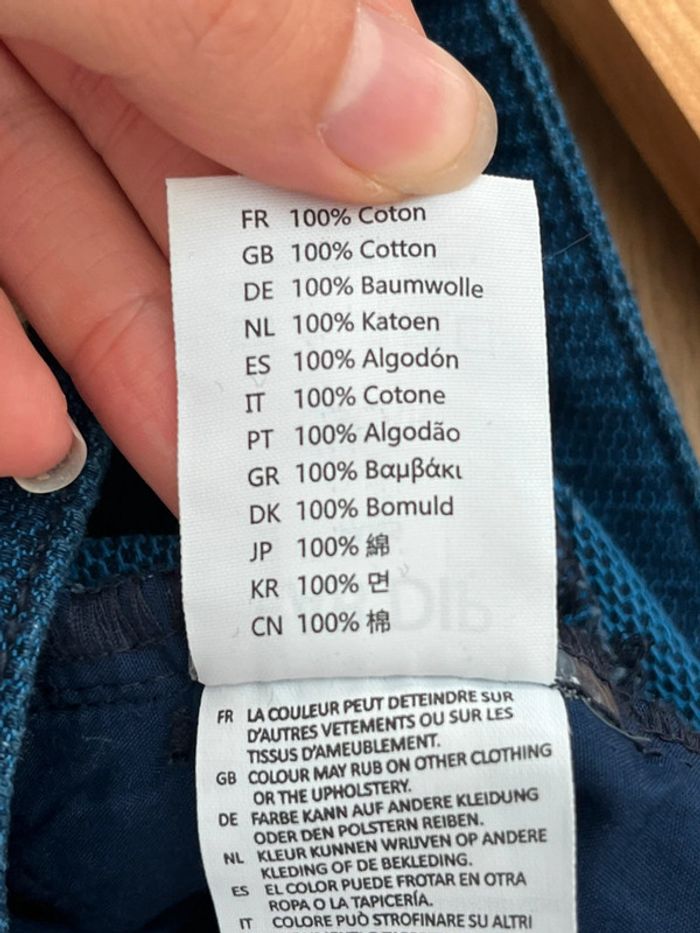 FR 100% Coton
GB 100% Cotton
DE 100% Baumwolle
NL 100% Katoen
ES 100% Algodón
IT 100% Cotone
PT 100% Algodão
GR 100% Βαμβάκι
DK 100% Bomuld
JP 100% 綿
KR 100% 면
CN 100% 棉
FR LA COULEUR PEUT DETEINDRE SUR
D'AUTRES VETEMENTS OU SUR LES
TISSUS D'AMEUBLEMENT.
GB COLOUR MAY RUB ON OTHER CLOTHING
OR THE UPHOLSTERY.
DE FARBE KANN AUF ANDERE KLEIDUNG
ODER DEN POLSTERN REIBEN.
NL KLEUR KUNNEN WRIJVEN OP ANDERE
KLEDING OF DE BEKLEDING.
ES EL COLOR PUEDE FROTAR EN OTRA
ROPA O LA TAPICERÍA.
IT COLORE PUÒ STROFINARE SU ALTRI